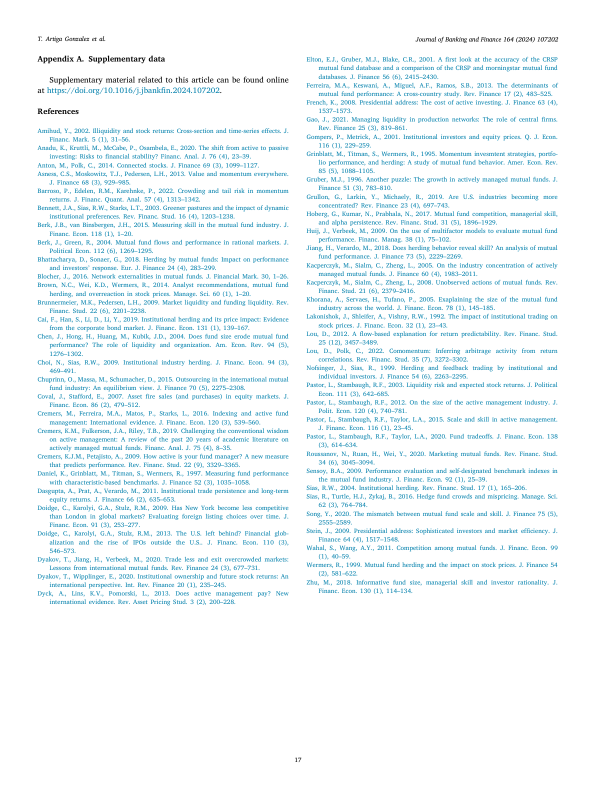 T. Artiga Gonzalez et al.
Journal of Banking and Finance 164 (2024) 107202
Appendix A. Supplementary data
Supplementary material related to this article can be found online
at https://doi.org/10.1016/j.jbankfin.2024.107202.
References
Amihud, Y., 2002. Illiquidity and stock returns: Cross-section and time-series effects. J.
Financ. Mark. 5 (1), 31–56.
Anadu, K., Kruttli, M., McCabe, P., Osambela, E., 2020. The shift from active to passive
investing: Risks to financial stability? Financ. Anal. J. 76 (4), 23–39.
Anton, M., Polk, C., 2014. Connected stocks. J. Finance 69 (3), 1099–1127.
Asness, C.S., Moskowitz, T.J., Pedersen, L.H., 2013. Value and momentum everywhere.
J. Finance 68 (3), 929–985.
Barroso, P., Edelen, R.M., Karehnke, P., 2022. Crowding and tail risk in momentum
returns. J. Financ. Quant. Anal. 57 (4), 1313–1342.
Bennett, J.A., Sias, R.W., Starks, L.T., 2003. Greener pastures and the impact of dynamic
institutional preferences. Rev. Financ. Stud. 16 (4), 1203–1238.
Berk, J.B., van Binsbergen, J.H., 2015. Measuring skill in the mutual fund industry. J.
Financ. Econ. 118 (1), 1–20.
Berk, J., Green, R., 2004. Mutual fund flows and performance in rational markets. J.
Political Econ. 112 (6), 1269–1295.
Bhattacharya, D., Sonaer, G., 2018. Herding by mutual funds: Impact on performance
and investors' response. Eur. J. Finance 24 (4), 283–299.
Blocher, J., 2016. Network externalities in mutual funds. J. Financial Mark. 30, 1–26.
Brown, N.C., Wei, K.D., Wermers, R., 2014. Analyst recommendations, mutual fund
herding, and overreaction in stock prices. Manage. Sci. 60 (1), 1–20.
Brunnermeier, M.K., Pedersen, L.H., 2009. Market liquidity and funding liquidity. Rev.
Financ. Stud. 22 (6), 2201–2238.
Cai, F., Han, S., Li, D., Li, Y., 2019. Institutional herding and its price impact: Evidence
from the corporate bond market. J. Financ. Econ. 131 (1), 139–167.
Chen, J., Hong, H., Huang, M., Kubik, J.D., 2004. Does fund size erode mutual fund
performance? The role of liquidity and organization. Am. Econ. Rev. 94 (5),
1276–1302.
Choi, N., Sias, R.W., 2009. Institutional industry herding. J. Financ. Econ. 94 (3),
469–491.
Chuprinin, O., Massa, M., Schumacher, D., 2015. Outsourcing in the international mutual
fund industry: An equilibrium view. J. Finance 70 (5), 2275–2308.
Coval, J., Stafford, E., 2007. Asset fire sales (and purchases) in equity markets. J.
Financ. Econ. 86 (2), 479–512.
Cremers, M., Ferreira, M.A., Matos, P., Starks, L., 2016. Indexing and active fund
management: International evidence. J. Financ. Econ. 120 (3), 539–560.
Cremers, K.M., Fulkerson, J.A., Riley, T.B., 2019. Challenging the conventional wisdom
on active management: A review of the past 20 years of academic literature on
actively managed mutual funds. Financ. Anal. J. 75 (4), 8–35.
Cremers, K.J.M., Petajisto, A., 2009. How active is your fund manager? A new measure
that predicts performance. Rev. Financ. Stud. 22 (9), 3329–3365.
Daniel, K., Grinblatt, M., Titman, S., Wermers, R., 1997. Measuring fund performance
with characteristic-based benchmarks. J. Finance 52 (3), 1035–1058.
Dasgupta, A., Prat, A., Verardo, M., 2011. Institutional trade persistence and long-term
equity returns. J. Finance 66 (2), 635–653.
Doidge, C., Karolyi, G.A., Stulz, R.M., 2009. Has New York become less competitive
than London in global markets? Evaluating foreign listing choices over time. J.
Financ. Econ. 91 (3), 253–277.
Doidge, C., Karolyi, G.A., Stulz, R.M., 2013. The U.S. left behind? Financial glob-
alization and the rise of IPOs outside the U.S.. J. Financ. Econ. 110 (3),
546–573.
Dyakov, T., Jiang, H., Verbeek, M., 2020. Trade less and exit overcrowded markets:
Lessons from international mutual funds. Rev. Finance 24 (3), 677–731.
Dyakov, T., Wipplinger, E., 2020. Institutional ownership and future stock returns: An
international perspective. Int. Rev. Finance 20 (1), 235–245.
Dyck, A., Lins, K.V., Pomorski, L., 2013. Does active management pay? New
international evidence. Rev. Asset Pricing Stud. 3 (2), 200–228.
Elton, E.J., Gruber, M.J., Blake, C.R., 2001. A first look at the accuracy of the CRSP
mutual fund database and a comparison of the CRSP and morningstar mutual fund
databases. J. Finance 56 (6), 2415–2430.
Ferreira, M.A., Keswani, A., Miguel, A.F., Ramos, S.B., 2013. The determinants of
mutual fund performance: A cross-country study. Rev. Finance 17 (2), 483–525.
French, K., 2008. Presidential address: The cost of active investing. J. Finance 63 (4),
1537–1573.
Gao, J., 2021. Managing liquidity in production networks: The role of central firms.
Rev. Finance 25 (3), 819–861.
Gompers, P., Metrick, A., 2001. Institutional investors and equity prices. Q. J. Econ.
116 (1), 229–259.
Grinblatt, M., Titman, S., Wermers, R., 1995. Momentum investment strategies, portfo-
lio performance, and herding: A study of mutual fund behavior. Amer. Econ. Rev.
85 (5), 1088–1105.
Gruber, M.J., 1996. Another puzzle: The growth in actively managed mutual funds. J.
Finance 51 (3), 783–810.
Grullon, G., Larkin, Y., Michaely, R., 2019. Are U.S. industries becoming more
concentrated? Rev. Finance 23 (4), 697–743.
Hoberg, G., Kumar, N., Prabhala, N., 2017. Mutual fund competition, managerial skill,
and alpha persistence. Rev. Financ. Stud. 31 (5), 1896–1929.
Huij, J., Verbeek, M., 2009. On the use of multifactor models to evaluate mutual fund
performance. Financ. Manag. 38 (1), 75–102.
Jiang, H., Verardo, M., 2018. Does herding behavior reveal skill? An analysis of mutual
fund performance. J. Finance 73 (5), 2229–2269.
Kacperczyk, M., Sialm, C., Zheng, L., 2005. On the industry concentration of actively
managed mutual funds. J. Finance 60 (4), 1983–2011.
Kacperczyk, M., Sialm, C., Zheng, L., 2008. Unobserved actions of mutual funds. Rev.
Financ. Stud. 21 (6), 2379–2416.
Khorana, A., Servaes, H., Tufano, P., 2005. Exaplaining the size of the mutual fund
industry across the world. J. Financ. Econ. 78 (1), 145–185.
Lakonishok, J., Shleifer, A., Vishny, R.W., 1992. The impact of institutional trading on
stock prices. J. Financ. Econ. 32 (1), 23–43.
Lou, D., 2012. A flow-based explanation for return predictability. Rev. Financ. Stud.
25 (12), 3457–3489.
Lou, D., Polk, C., 2022. Comomentum: Inferring arbitrage activity from return
correlations. Rev. Financ. Stud. 35 (7), 3272–3302.
Nofsinger, J., Sias, R., 1999. Herding and feedback trading by institutional and
individual investors. J. Finance 54 (6), 2263–2295.
Pastor, L., Stambaugh, R.F., 2003. Liquidity risk and expected stock returns. J. Political
Econ. 111 (3), 642–685.
Pastor, L., Stambaugh, R.F., 2012. On the size of the active management industry. J.
Polit. Econ. 120 (4), 740–781.
Pastor, L., Stambaugh, R.F., Taylor, L.A., 2015. Scale and skill in active management.
J. Financ. Econ. 116 (1), 23–45.
Pastor, L., Stambaugh, R.F., Taylor, L.A., 2020. Fund tradeoffs. J. Financ. Econ. 138
(3), 614–634.
Roussanov, N., Ruan, H., Wei, Y., 2020. Marketing mutual funds. Rev. Financ. Stud.
34 (6), 3045–3094.
Sensoy, B.A., 2009. Performance evaluation and self-designated benchmark indexes in
the mutual fund industry. J. Financ. Econ. 92 (1), 25–39.
Sias, R.W., 2004. Institutional herding. Rev. Financ. Stud. 17 (1), 165–206.
Sias, R., Turtle, H.J., Zykaj, B., 2016. Hedge fund crowds and mispricing. Manage. Sci.
62 (3), 764–784.
Song, Y., 2020. The mismatch between mutual fund scale and skill. J. Finance 75 (5),
2555–2589.
Stein, J., 2009. Presidential address: Sophisticated investors and market efficiency. J.
Finance 64 (4), 1517–1548.
Wahal, S., Wang, A.Y., 2011. Competition among mutual funds. J. Financ. Econ. 99
(1), 40–59.
Wermers, R., 1999. Mutual fund herding and the impact on stock prices. J. Finance 54
(2), 581–622.
Zhu, M., 2018. Informative fund size, managerial skill and investor rationality. J.
Financ. Econ. 130 (1), 114–134.
17